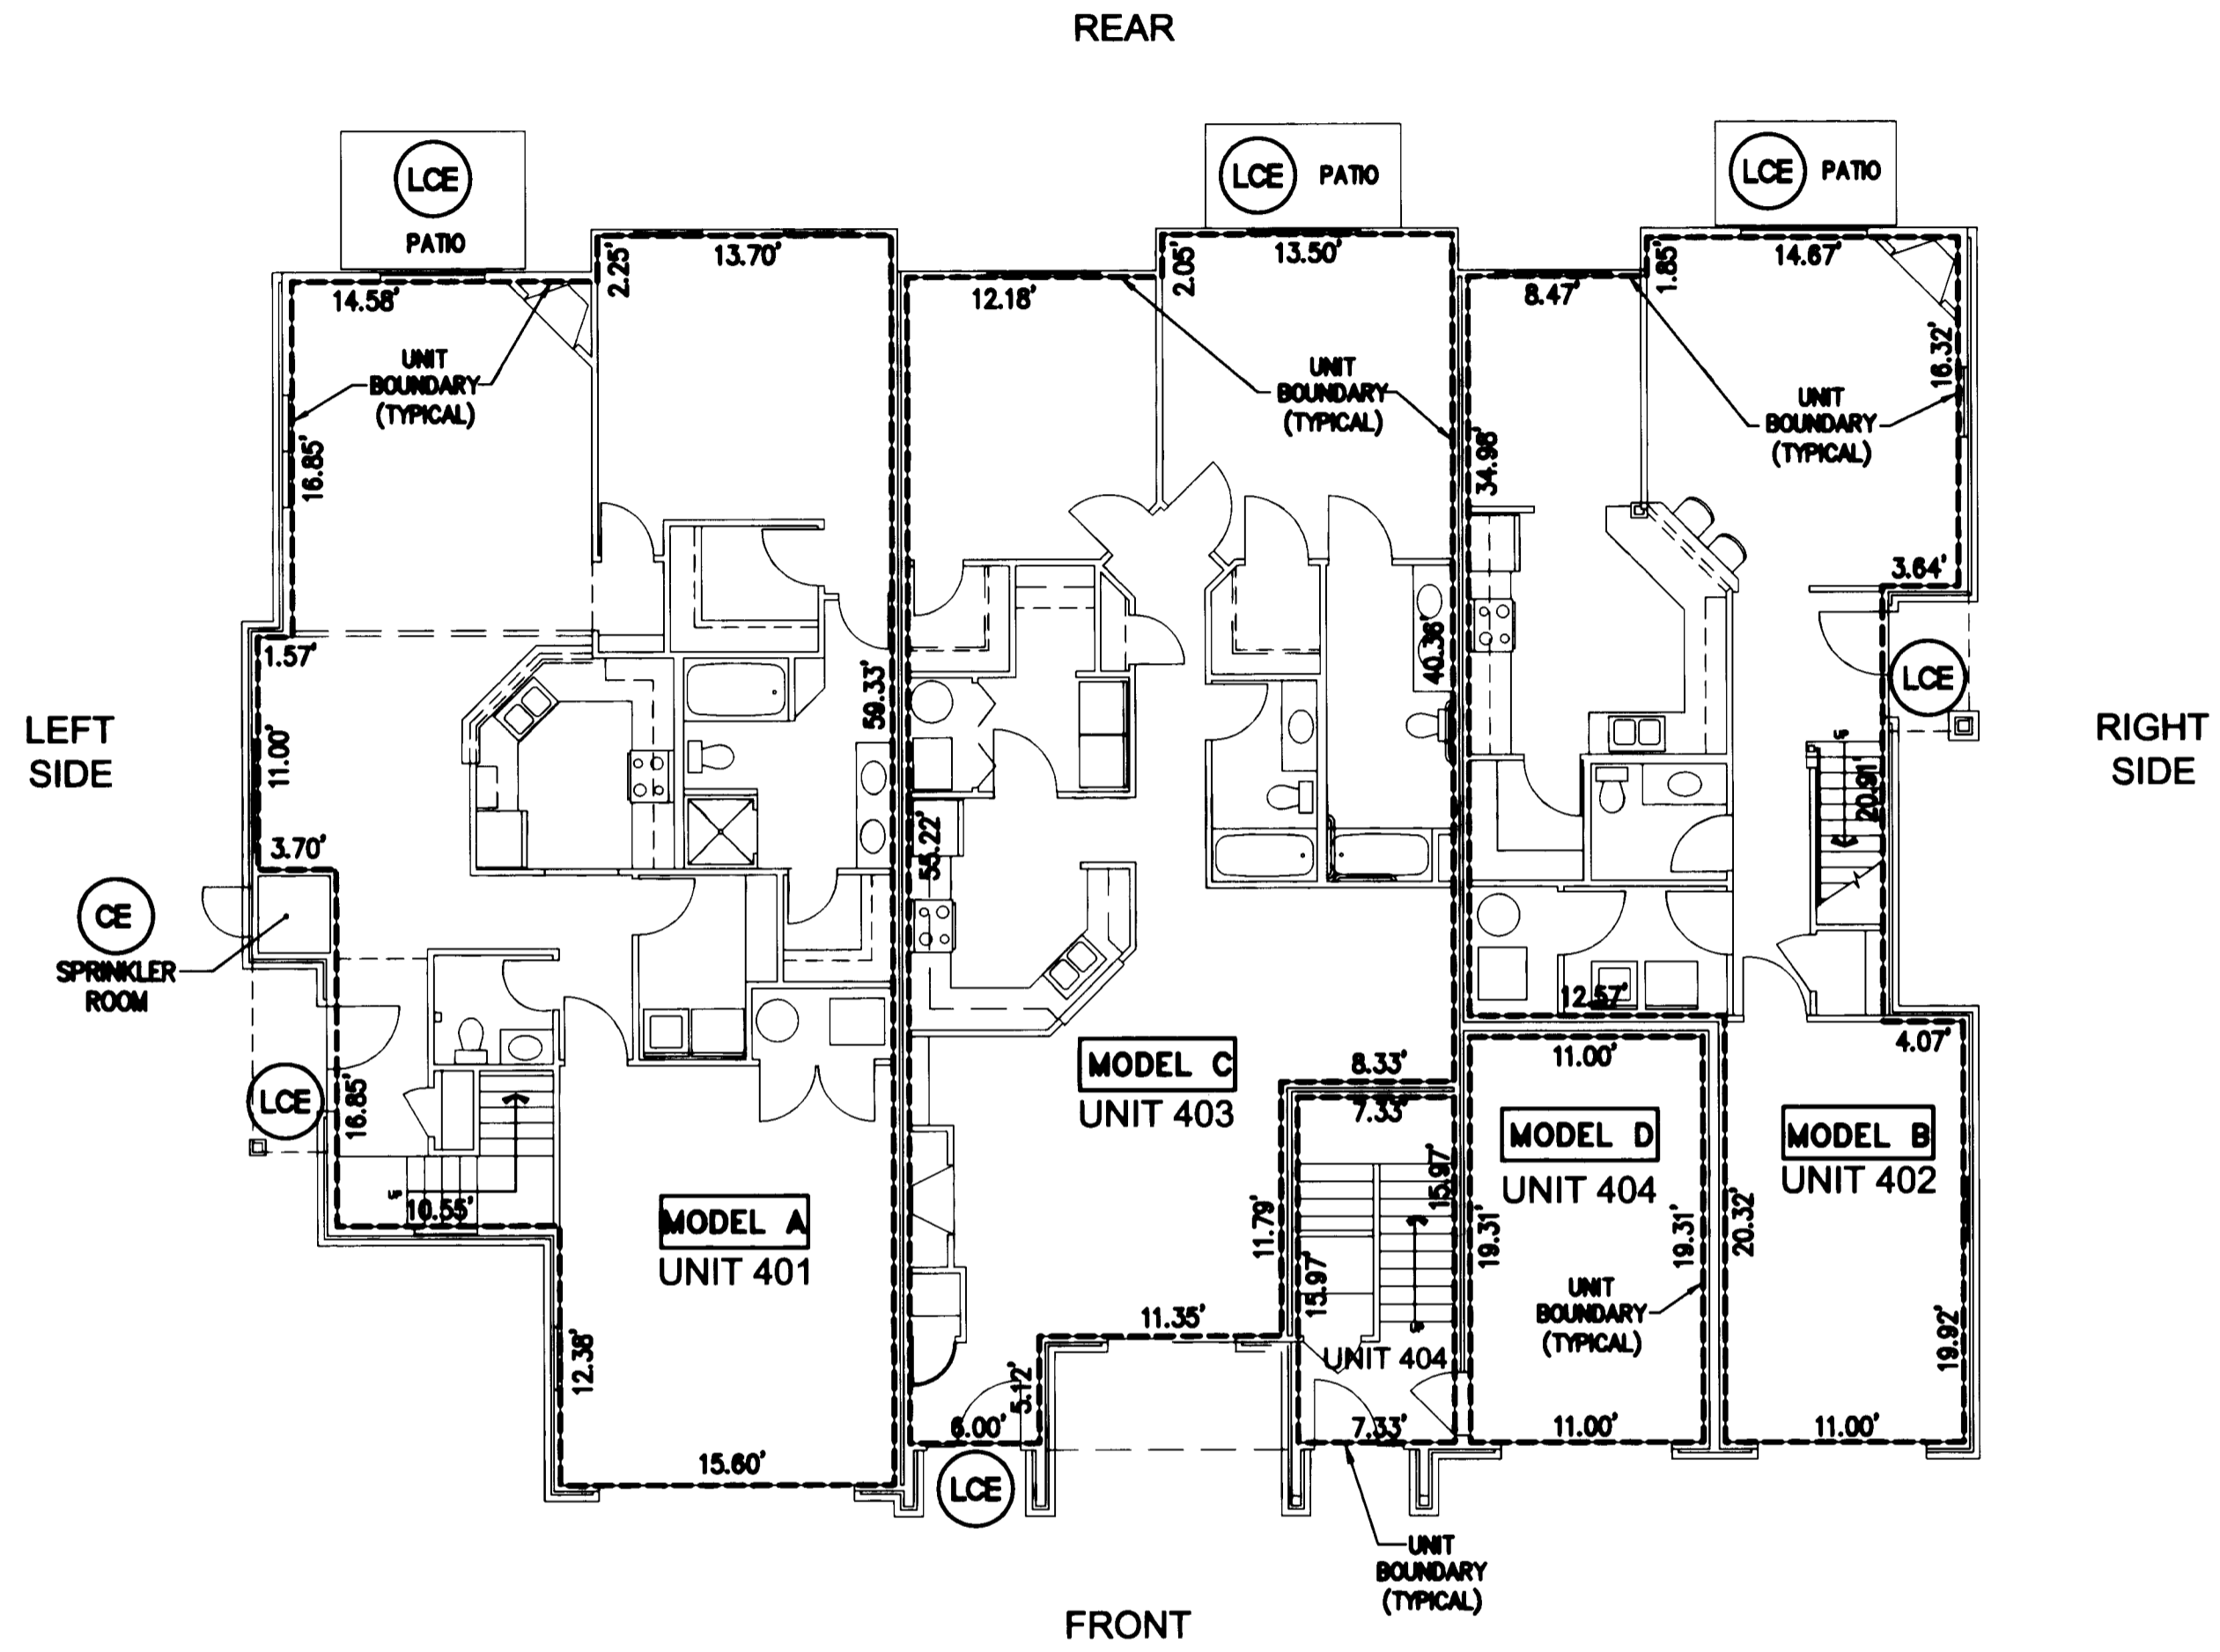 REAR
LCE
PATIO
LCE PATIO
LCE PATIO
2.25'
13.70'
2.05'
13.50'
1.85'
14.67'
14.58'
12.18'
8.47'
UNIT
BOUNDARY
(TYPICAL)
UNIT
BOUNDARY
(TYPICAL)
UNIT
BOUNDARY
(TYPICAL)
16.32'
16.85'
34.98'
3.64'
1.57'
40.36'
59.33'
LCE
LEFT
SIDE
RIGHT
SIDE
11.00'
UP
20.91'
3.70'
55.22'
CE
SPRINKLER
ROOM
12.57'
4.07'
11.00'
8.33'
7.33'
MODEL C
UNIT 403
LCE
16.85'
MODEL D
UNIT 404
MODEL B
UNIT 402
15.97'
UP
10.55'
MODEL A
UNIT 401
11.79'
19.31'
19.31'
20.32'
15.97'
UNIT
BOUNDARY
(TYPICAL)
11.35'
UP
UNIT 404
12.38'
19.92'
5.12'
6.00'
7.33'
11.00'
11.00'
15.60'
LCE
UNIT
BOUNDARY
(TYPICAL)
FRONT